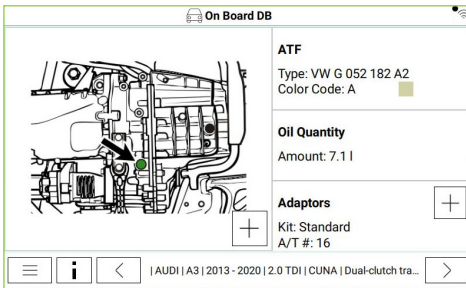 On Board DB
ATF
Type: VW G 052 182 A2
Color Code: A
Oil Quantity
Amount: 7.1 l
Adaptors
Kit: Standard
A/T #: 16
| AUDI | A3 | 2013 - 2020 | 2.0 TDI | CUNA | Dual-clutch tra...